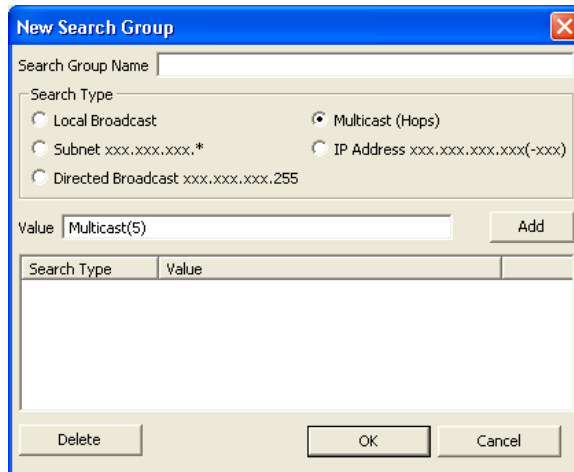 New Search Group
Search Group Name
Search Type
Local Broadcast
Multicast (Hops)
Subnet xxx.xxx.xxx.*
IP Address xxx.xxx.xxx.xxx(-xxx)
Directed Broadcast xxx.xxx.xxx.255
Value Multicast(5) Add
Search Type Value
Delete OK Cancel